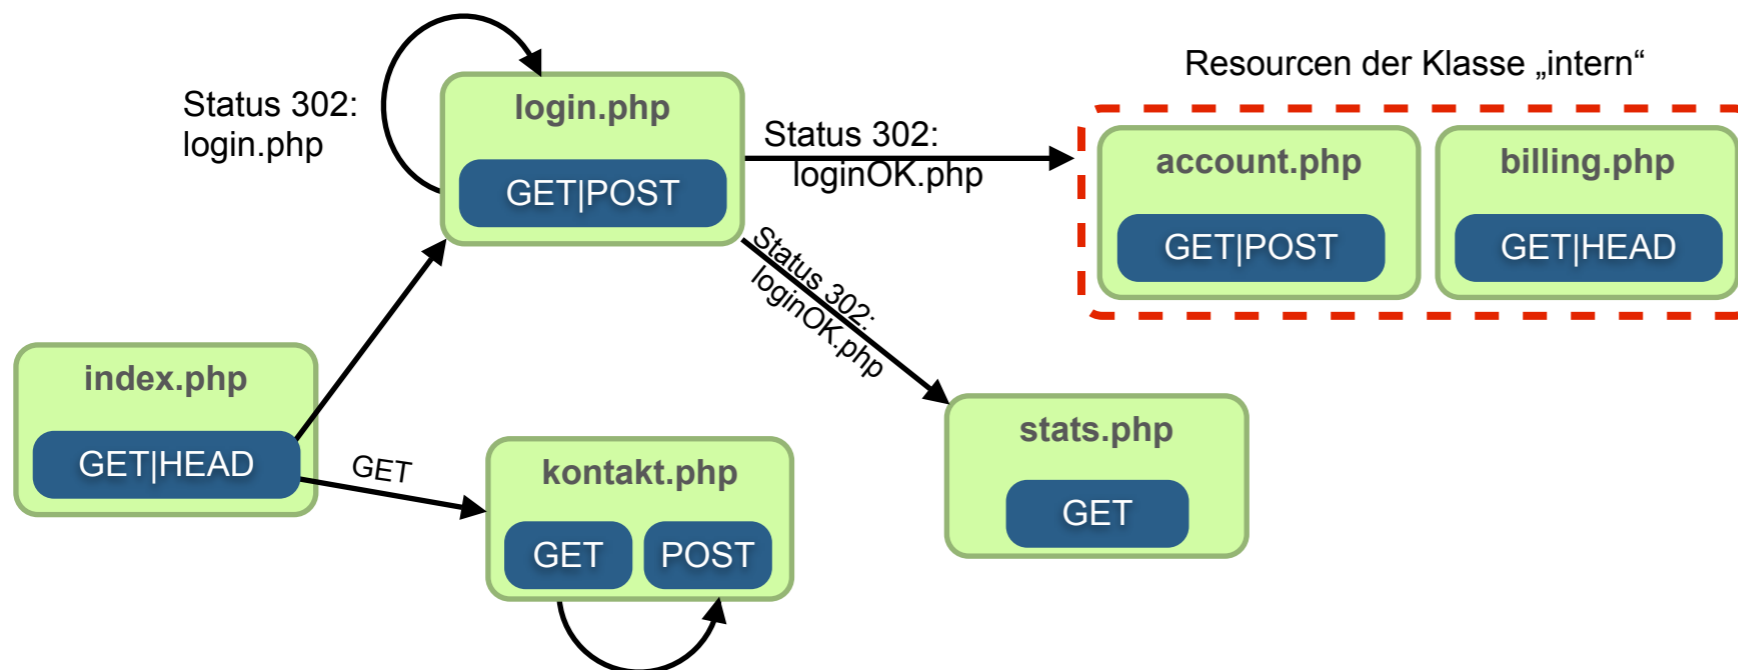 Resourcen der Klasse „intern“
Status 302:
login.php
login.php
GET|POST
Status 302:
loginOK.php
account.php
GET|POST
billing.php
GET|HEAD
Status 302:
loginOK.php
index.php
GET|HEAD
GET
kontakt.php
GET
POST
stats.php
GET